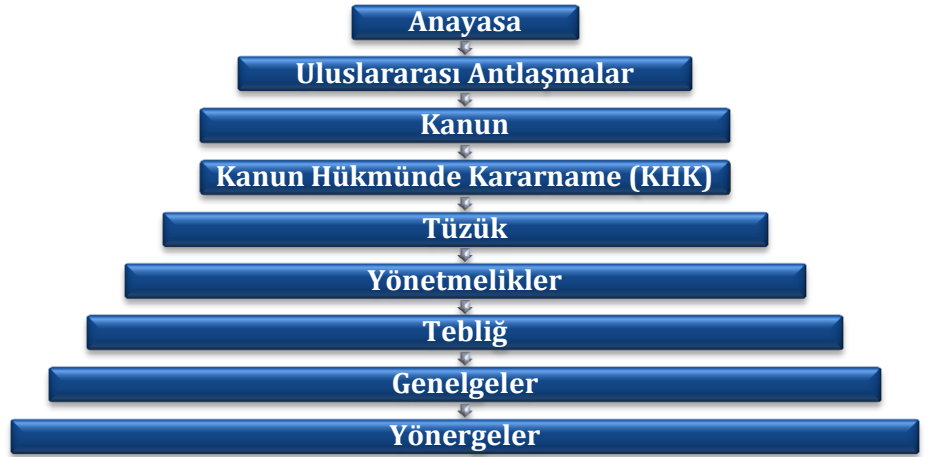 Anayasa
Uluslararası Antlaşmalar
Kanun
Kanun Hükmünde Kararname (KHK)
Tüzük
Yönetmelikler
Tebliğ
Genelgeler
Yönergeler